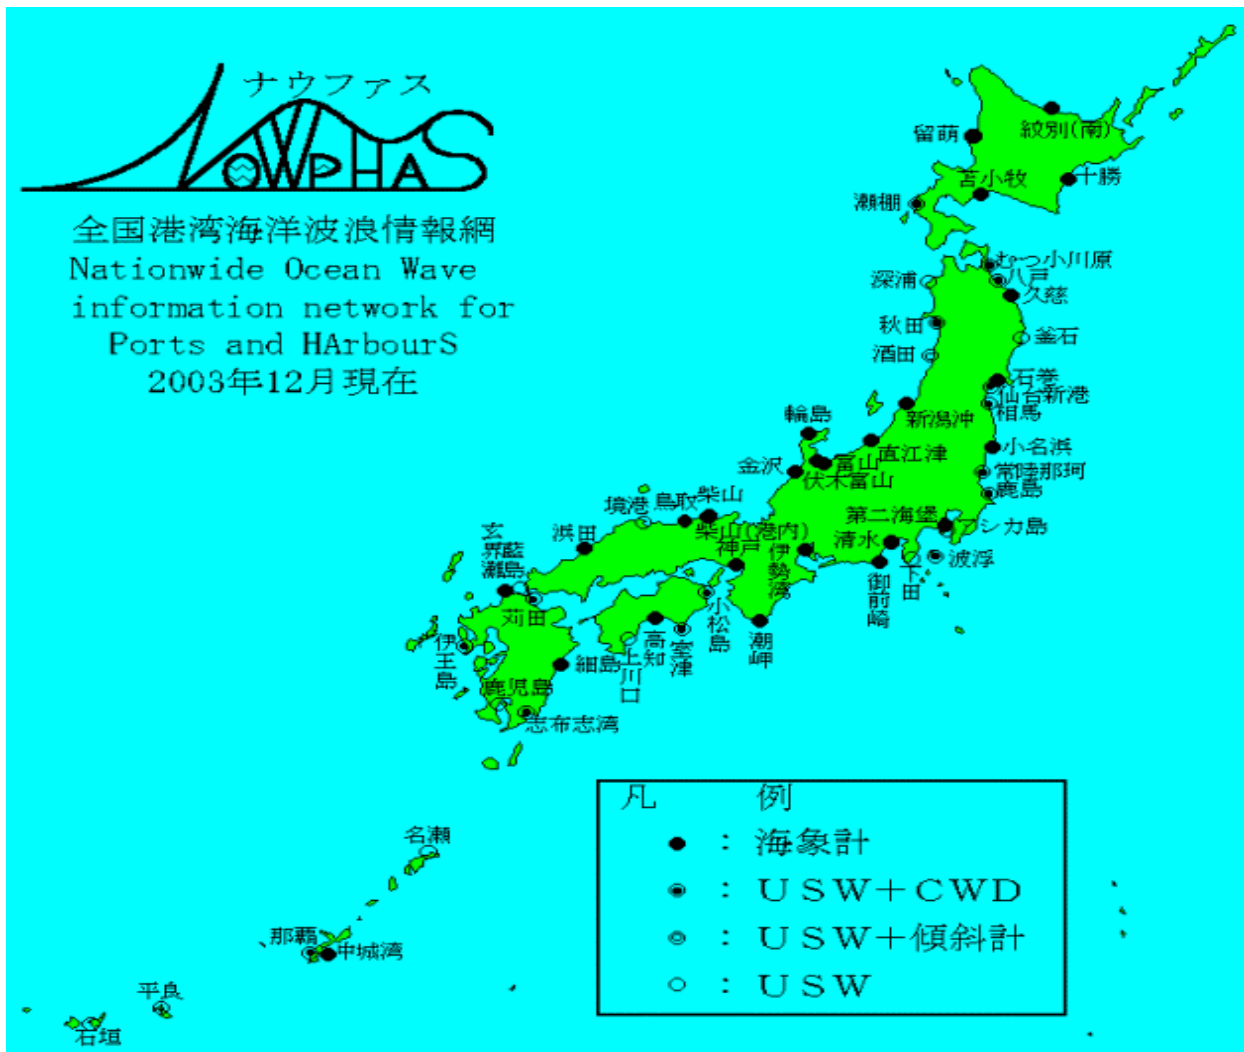 ナウファス
NOWPHAS
全国港湾海洋波浪情報網
Nationwide Ocean Wave
information network for
Ports and HArbourS
2003年12月現在
紋別(南)
留萌
十勝
苫小牧
瀬棚
むつ小川原
八戸
深浦
久慈
秋田
釜石
酒田
石巻
仙台新港
相馬
新潟沖
輪島
直江津
小名浜
富山
伏木富山
金沢
常陸那珂
鹿島
柴山
鳥取
境港
柴山(港内)
第二海堡
アシカ島
浜田
神戸
伊勢湾
清水
下田
波浮
御前崎
玄界灘
藍島
苅田
小松島
潮岬
高知
室津
上川口
伊王島
細島
鹿児島
志布志湾
名瀬
那覇
中城湾
平良
石垣
凡 例
● : 海象計
◉ : USW+CWD
◎ : USW+傾斜計
○ : USW